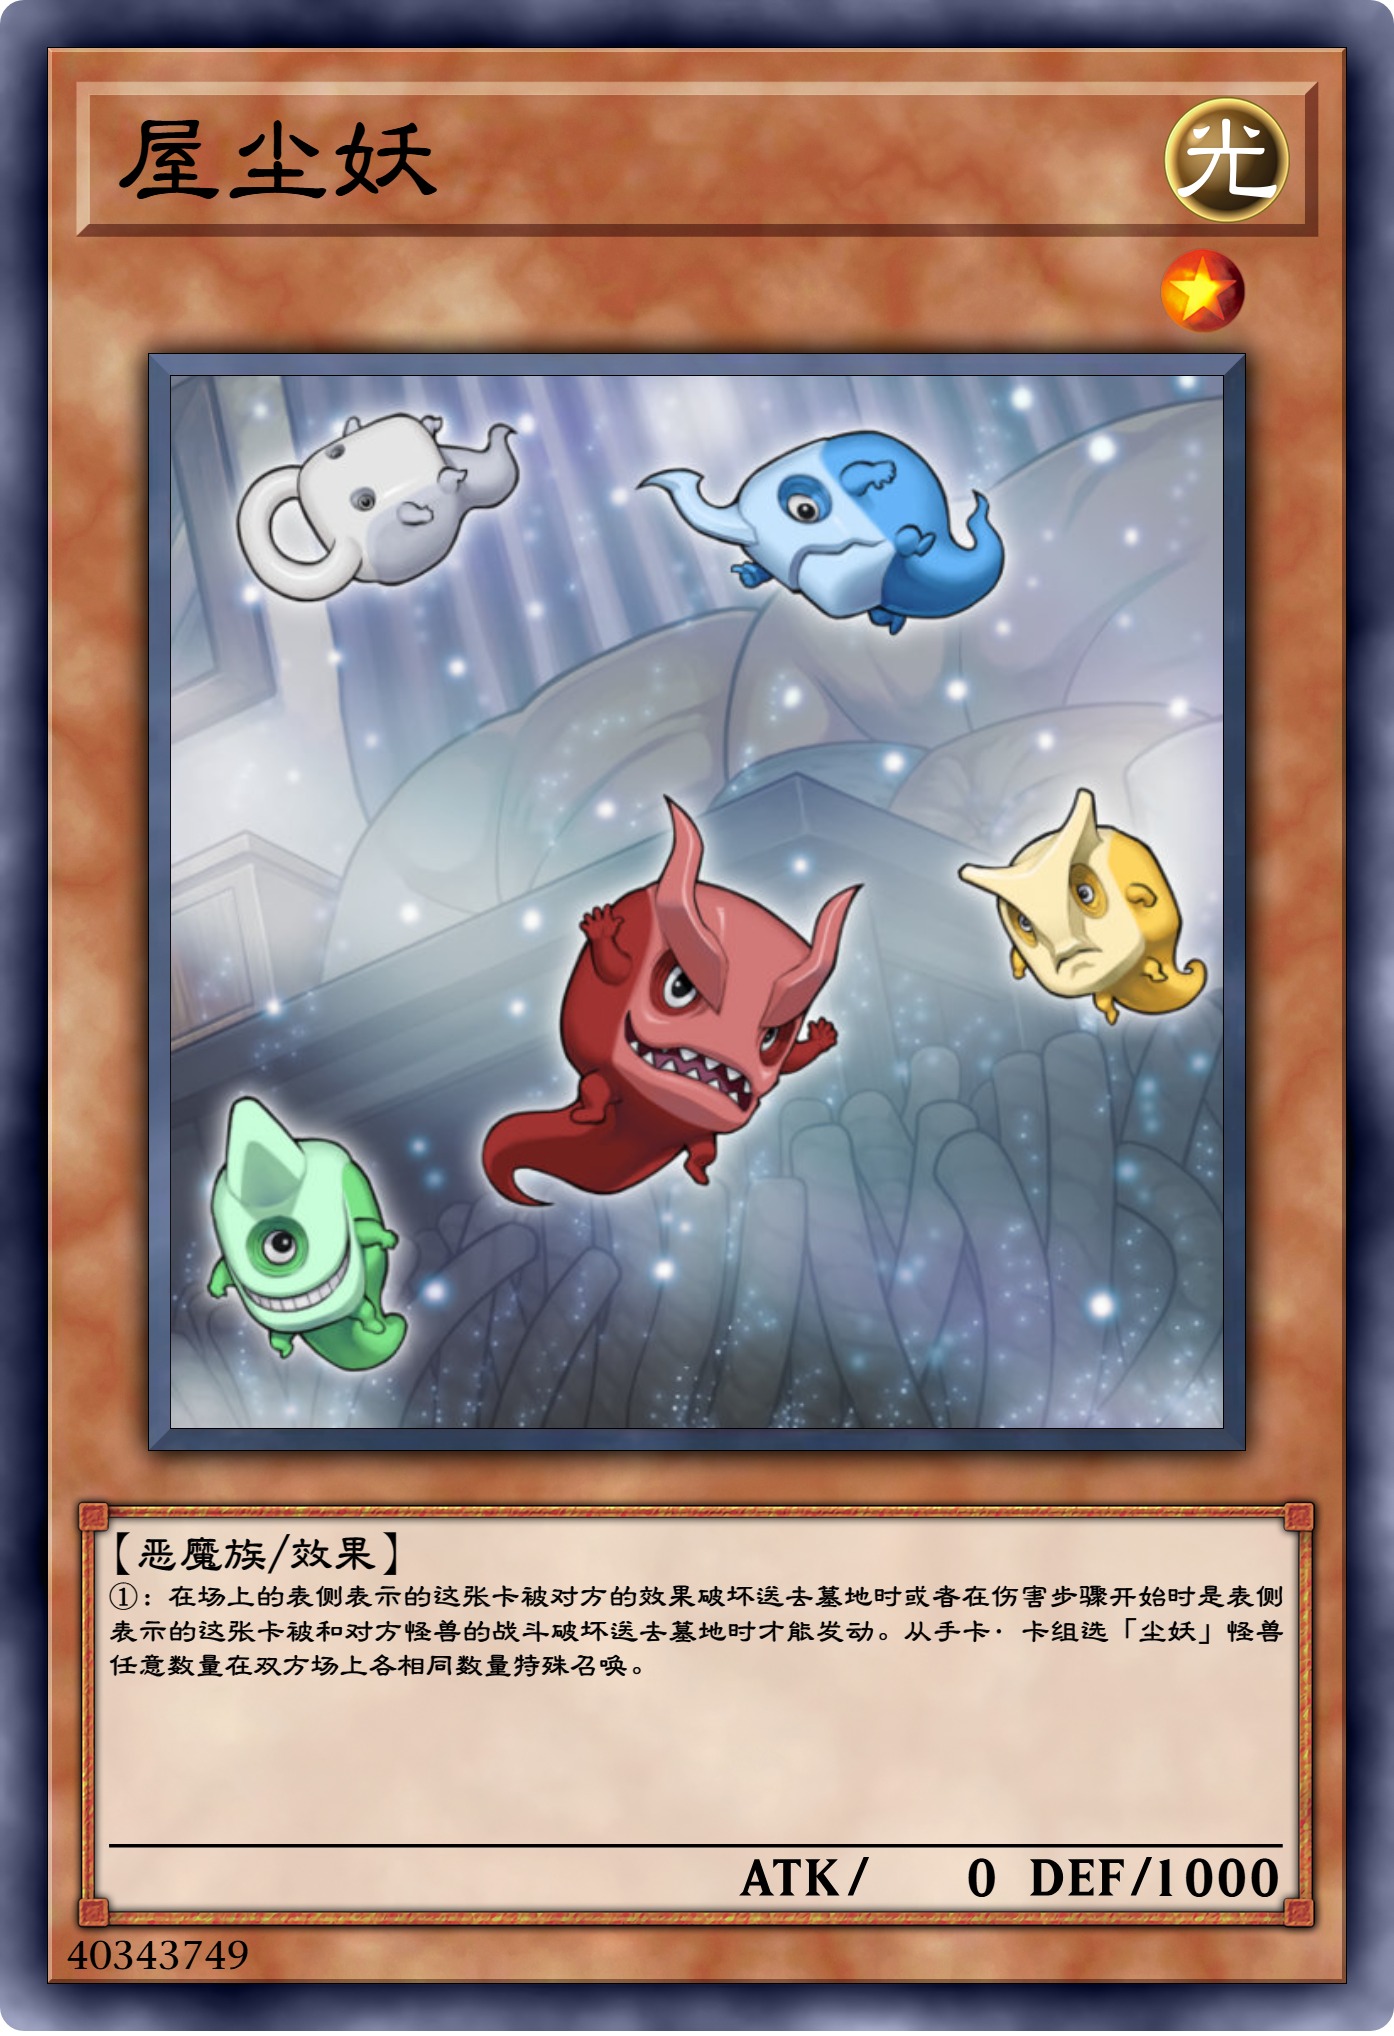 屋尘妖
光
【恶魔族/效果】
①：在场上的表侧表示的这张卡被对方的效果破坏送去墓地时或者在伤害步骤开始时是表侧
表示的这张卡被和对方怪兽的战斗破坏送去墓地时才能发动。从手卡·卡组选「尘妖」怪兽
任意数量在双方场上各相同数量特殊召唤。
ATK/ 0 DEF/1000
40343749